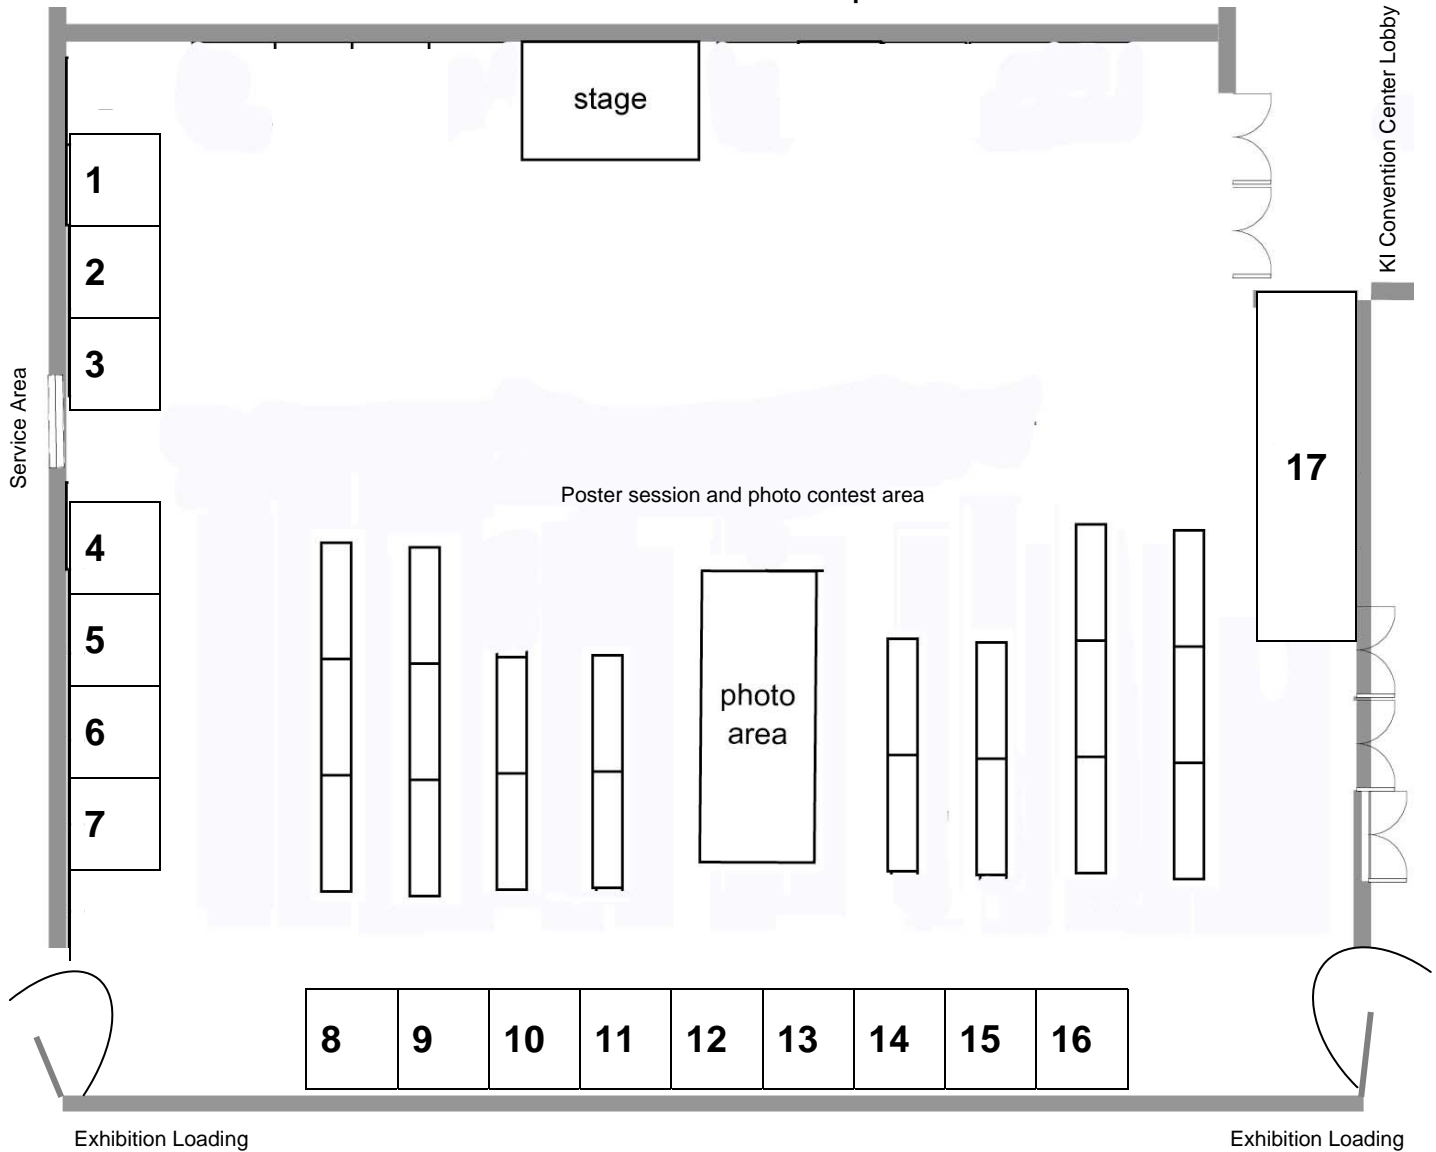 stage
KI Convention Center Lobby
1
2
3
Service Area
17
Poster session and photo contest area
4
5
6
7
photo
area
8 9 10 11 12 13 14 15 16
Exhibition Loading
Exhibition Loading